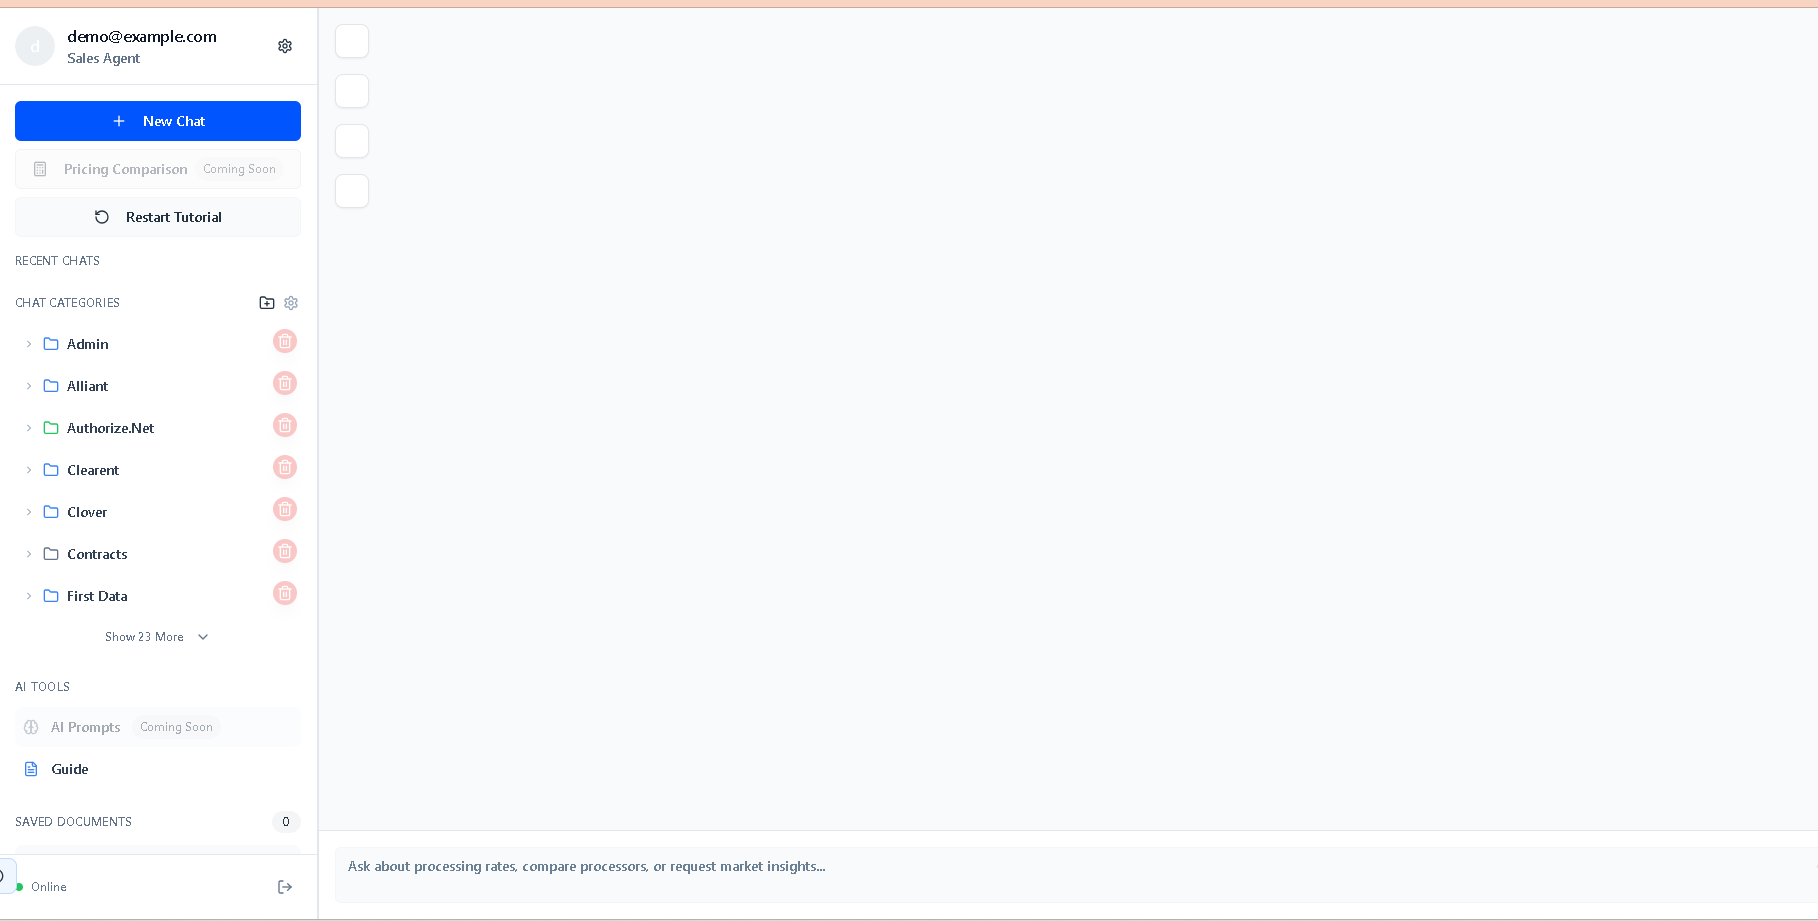 d
demo@example.com
Sales Agent
New Chat
Pricing Comparison Coming Soon
Restart Tutorial
RECENT CHATS
CHAT CATEGORIES
Admin
Alliant
Authorize.Net
Clearent
Clover
Contracts
First Data
Show 23 More
AI TOOLS
AI Prompts Coming Soon
Guide
SAVED DOCUMENTS 0
Online
Ask about processing rates, compare processors, or request market insights...